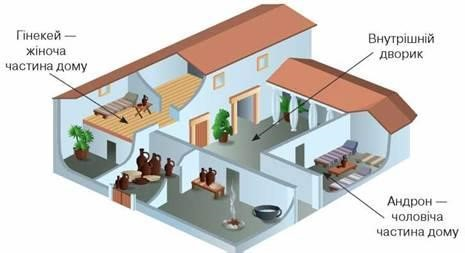 Гінекей —
жіноча
частина дому
Внутрішній
дворик
Андрон —
чоловіча
частина дому